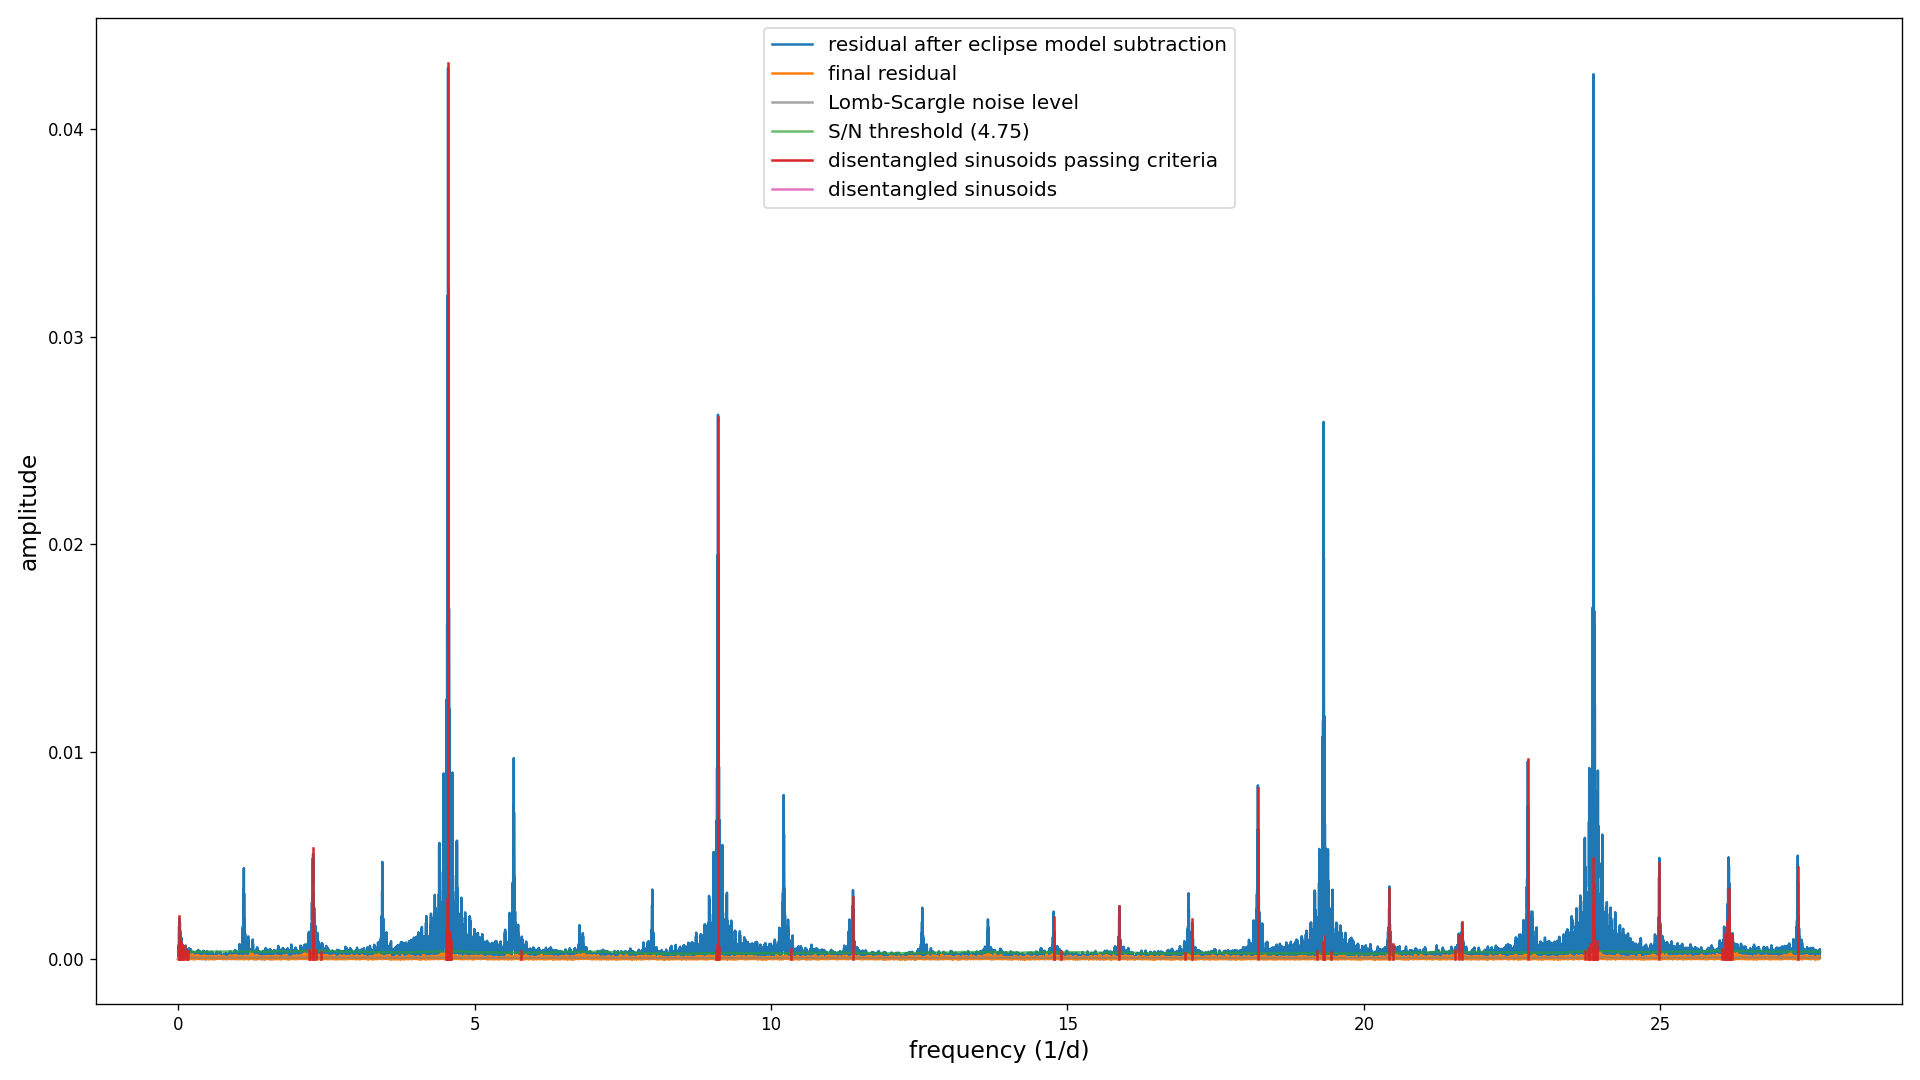 residual after eclipse model subtraction
final residual
Lomb-Scargle noise level
S/N threshold (4.75)
disentangled sinusoids passing criteria
disentangled sinusoids
0.04
0.03
0.02
0.01
0.00
amplitude
0 5 10 15 20 25
frequency (1/d)